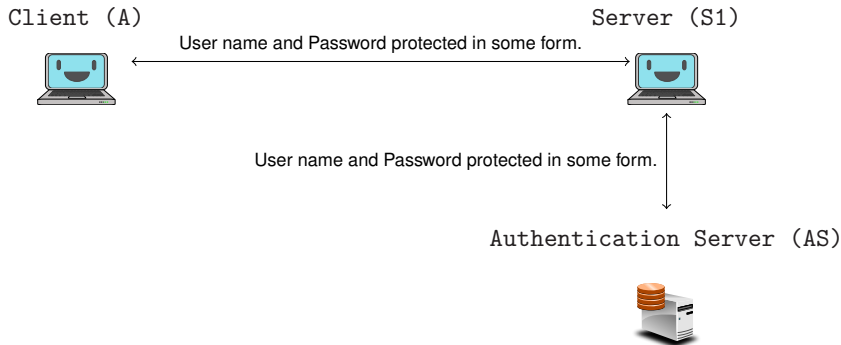 Client (A)
Server (S1)
User name and Password protected in some form.
User name and Password protected in some form.
Authentication Server (AS)